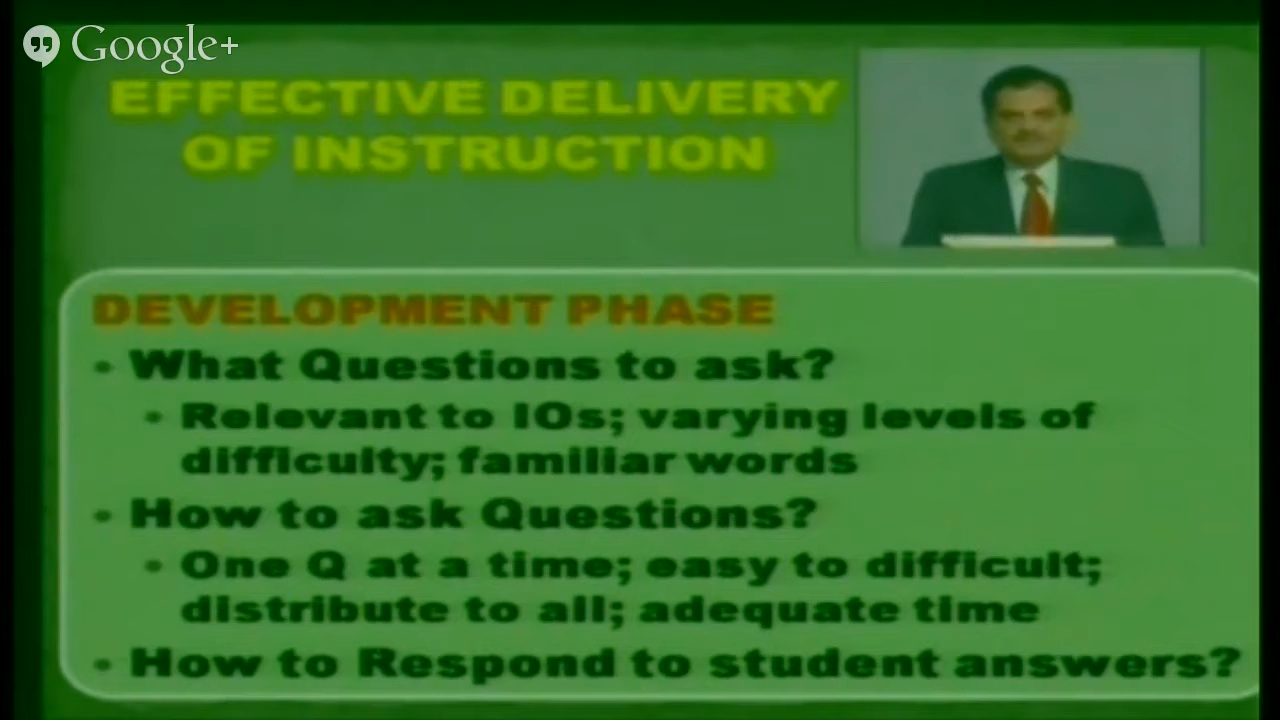 Google+
EFFECTIVE DELIVERY
OF INSTRUCTION
DEVELOPMENT PHASE
• What Questions to ask?
• Relevant to IOs; varying levels of
difficulty; familiar words
• How to ask Questions?
• One Q at a time; easy to difficult;
distribute to all; adequate time
• How to Respond to student answers?